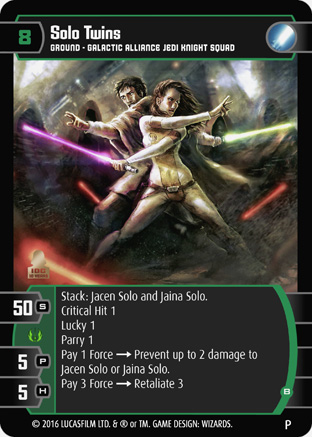 8
Solo Twins
GROUND - GALACTIC ALLIANCE JEDI KNIGHT SQUAD
50 S
5 P
5 H
Stack: Jacen Solo and Jaina Solo.
Critical Hit 1
Lucky 1
Parry 1
Pay 1 Force → Prevent up to 2 damage to
Jacen Solo or Jaina Solo.
Pay 3 Force → Retaliate 3
B
© 2016 LUCASFILM LTD. & ® or TM. GAME DESIGN: WIZARDS.
P